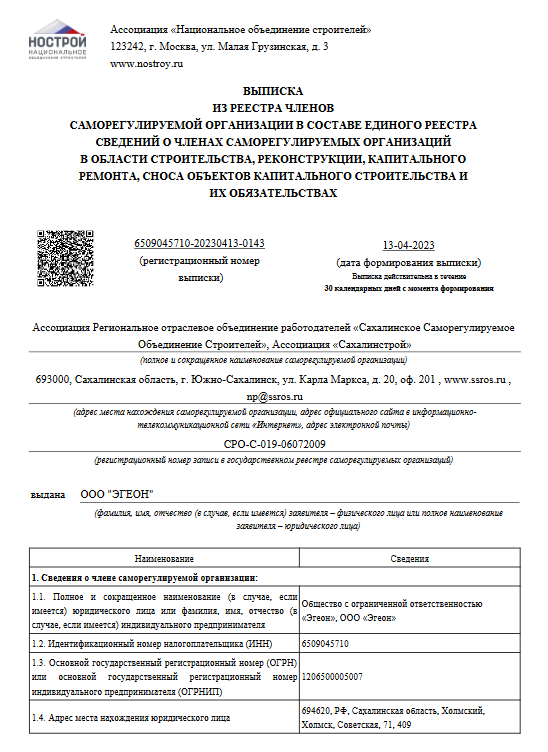 НОСТРОЙ
НАЦИОНАЛЬНОЕ
ОБЪЕДИНЕНИЕ СТРОИТЕЛЕЙ
Ассоциация «Национальное объединение строителей»
123242, г. Москва, ул. Малая Грузинская, д. 3
www.nostroy.ru
ВЫПИСКА
ИЗ РЕЕСТРА ЧЛЕНОВ
САМОРЕГУЛИРУЕМОЙ ОРГАНИЗАЦИИ В СОСТАВЕ ЕДИНОГО РЕЕСТРА
СВЕДЕНИЙ О ЧЛЕНАХ САМОРЕГУЛИРУЕМЫХ ОРГАНИЗАЦИЙ
В ОБЛАСТИ СТРОИТЕЛЬСТВА, РЕКОНСТРУКЦИИ, КАПИТАЛЬНОГО
РЕМОНТА, СНОСА ОБЪЕКТОВ КАПИТАЛЬНОГО СТРОИТЕЛЬСТВА И
ИХ ОБЯЗАТЕЛЬСТВАХ
6509045710-20230413-0143
(регистрационный номер
выписки)
13-04-2023
(дата формирования выписки)
Выписка действительна в течение
30 календарных дней с момента формирования
Ассоциация Региональное отраслевое объединение работодателей «Сахалинское Саморегулируемое
Объединение Строителей», Ассоциация «Сахалинстрой»
(полное и сокращенное наименование саморегулируемой организации)
693000, Сахалинская область, г. Южно-Сахалинск, ул. Карла Маркса, д. 20, оф. 201 , www.ssros.ru ,
np@ssros.ru
(адрес места нахождения саморегулируемой организации, адрес официального сайта в информационно-
телекоммуникационной сети «Интернет», адрес электронной почты)
СРО-С-019-06072009
(регистрационный номер записи в государственном реестре саморегулируемых организаций)
выдана ООО "ЭГЕОН"
(фамилия, имя, отчество (в случае, если имеется) заявителя – физического лица или полное наименование
заявителя – юридического лица)
Наименование Сведения
1. Сведения о члене саморегулируемой организации:
1.1. Полное и сокращенное наименование (в случае, если
имеется) юридического лица или фамилия, имя, отчество (в
случае, если имеется) индивидуального предпринимателя
Общество с ограниченной ответственностью
«Эгеон», ООО «Эгеон»
1.2. Идентификационный номер налогоплательщика (ИНН) 6509045710
1.3. Основной государственный регистрационный номер (ОГРН)
или основной государственный регистрационный номер
индивидуального предпринимателя (ОГРНИП)
1206500005007
1.4. Адрес места нахождения юридического лица
694620, РФ, Сахалинская область, Холмский,
Холмск, Советская, 71, 409